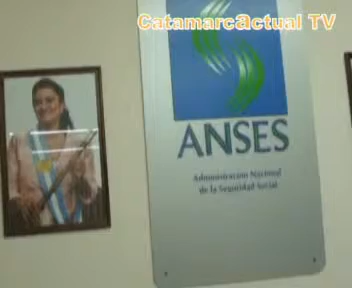 Catamarcactual TV
ANSES
Administración Nacional
de la Seguridad Social